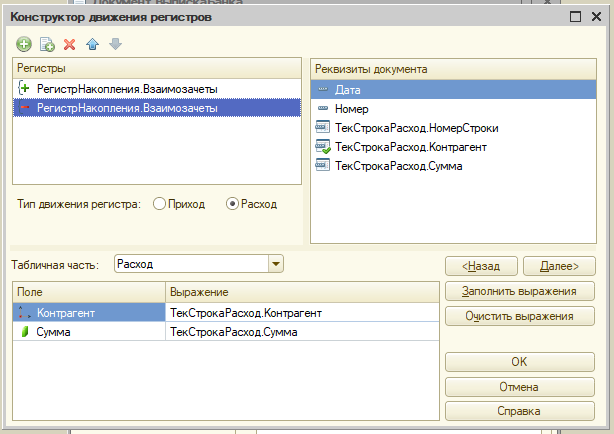 Документ ВыпискаБанка
Конструктор движения регистров
Регистры
РегистрНакопления.Взаимозачеты
РегистрНакопления.Взаимозачеты
Тип движения регистра: Приход Расход
Реквизиты документа
Дата
Номер
ТекСтрокаРасход.НомерСтроки
ТекСтрокаРасход.Контрагент
ТекСтрокаРасход.Сумма
Табличная часть: Расход
<Назад Далее>
Поле Выражение
Контрагент ТекСтрокаРасход.Контрагент
Сумма ТекСтрокаРасход.Сумма
Заполнить выражения
Очистить выражения
ОК
Отмена
Справка